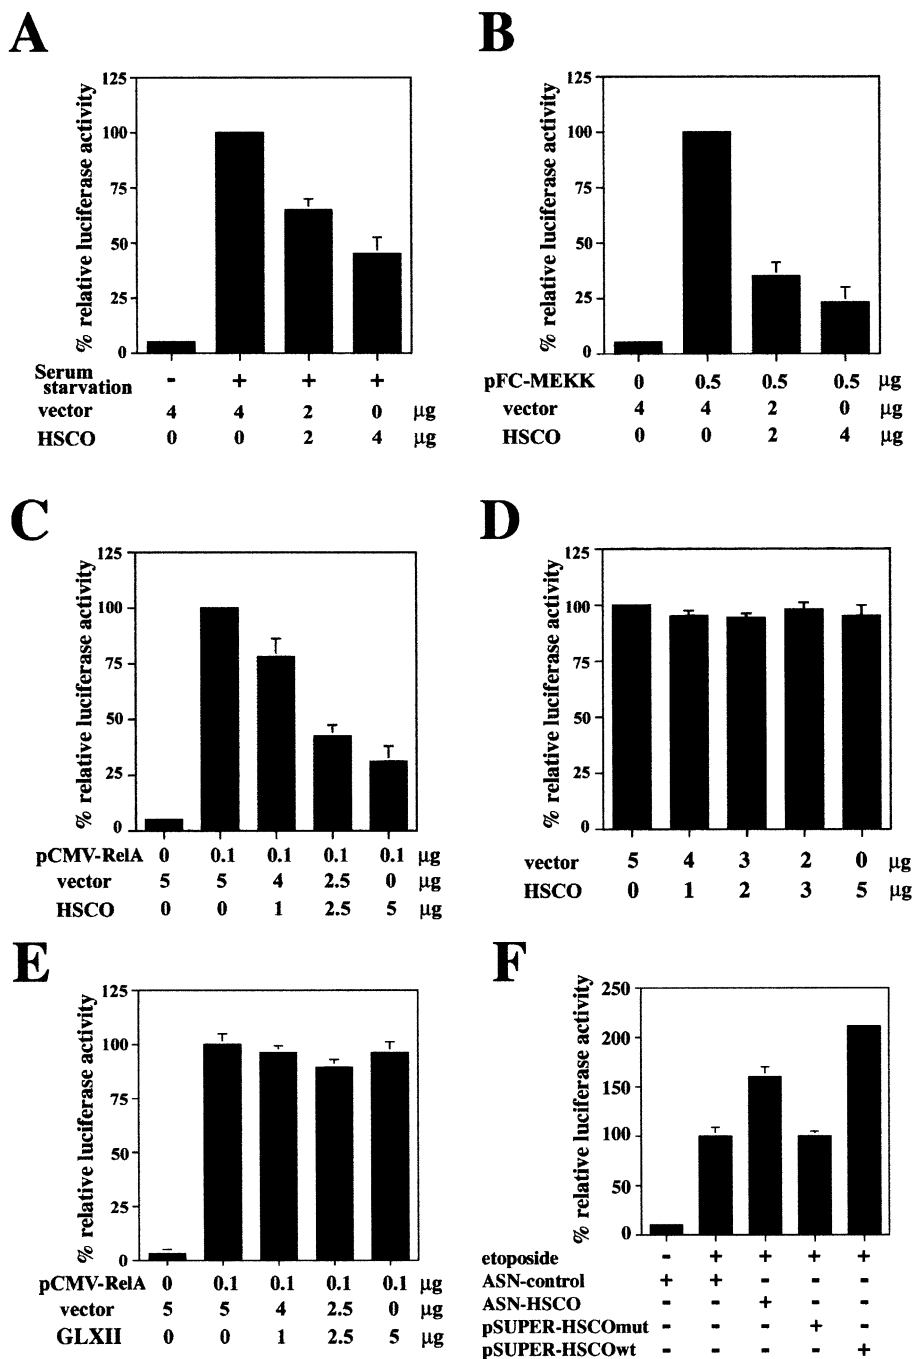 A
% relative luciferase activity
125
100
75
50
25
0
Serum starvation - + + +
vector 4 4 2 0 μg
HSCO 0 0 2 4 μg
B
% relative luciferase activity
125
100
75
50
25
0
pFC-MEKK 0 0.5 0.5 0.5 μg
vector 4 4 2 0 μg
HSCO 0 0 2 4 μg
C
% relative luciferase activity
125
100
75
50
25
0
pCMV-RelA 0 0.1 0.1 0.1 0.1 μg
vector 5 5 4 2.5 0 μg
HSCO 0 0 1 2.5 5 μg
D
% relative luciferase activity
125
100
75
50
25
0
vector 5 4 3 2 0 μg
HSCO 0 1 2 3 5 μg
E
% relative luciferase activity
125
100
75
50
25
0
pCMV-RelA 0 0.1 0.1 0.1 0.1 μg
vector 5 5 4 2.5 0 μg
GLXII 0 0 1 2.5 5 μg
F
% relative luciferase activity
250
200
150
100
50
0
etoposide - + + + +
ASN-control + + - - -
ASN-HSCO - - + - -
pSUPER-HSCOmut - - - + -
pSUPER-HSCOwt - - - - +